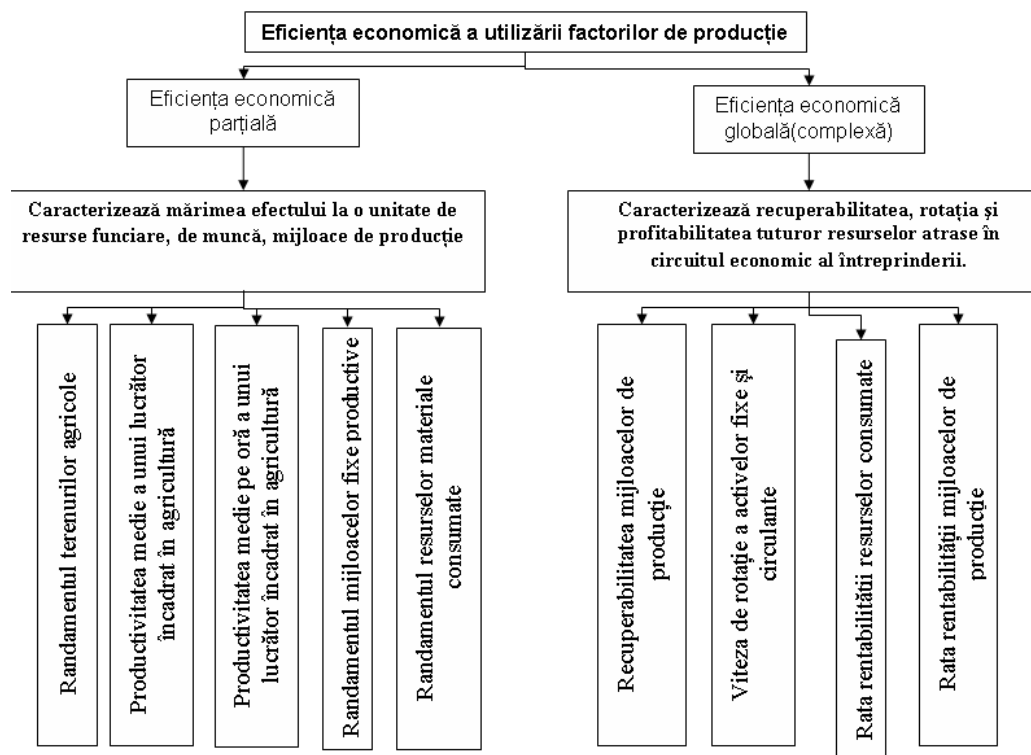 Eficiența economică a utilizării factorilor de producție
Eficiența economică
parțială
Eficiența economică
globală(complexă)
Caracterizează mărimea efectului la o unitate de
resurse funciare, de muncă, mijloace de producție
Caracterizează recuperabilitatea, rotația și
profitabilitatea tuturor resurselor atrase în
circuitul economic al întreprinderii.
Randamentul terenurilor agricole
Productivitatea medie a unui lucrător
încadrat în agricultură
Productivitatea medie pe oră a unui
lucrător încadrat în agricultură
Randamentul mijloacelor fixe productive
Randamentul resurselor materiale
consumate
Recuperabilitatea mijloacelor de
producție
Viteza de rotație a activelor fixe și
circulante
Rata rentabilității resurselor consumate
Rata rentabilității mijloacelor de
producție